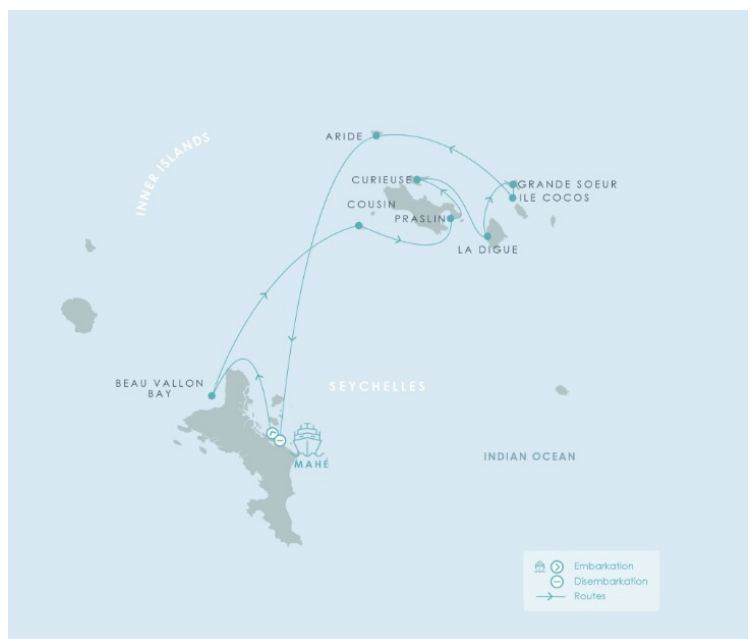 INNER ISLANDS
ARIDE
CURIEUSE
COUSIN
PRASLIN
GRANDE SOEUR
ILE COCOS
LA DIGUE
BEAU VALLON
BAY
SEYCHELLES
MAHÉ
INDIAN OCEAN
Embarkation
Disembarkation
Routes